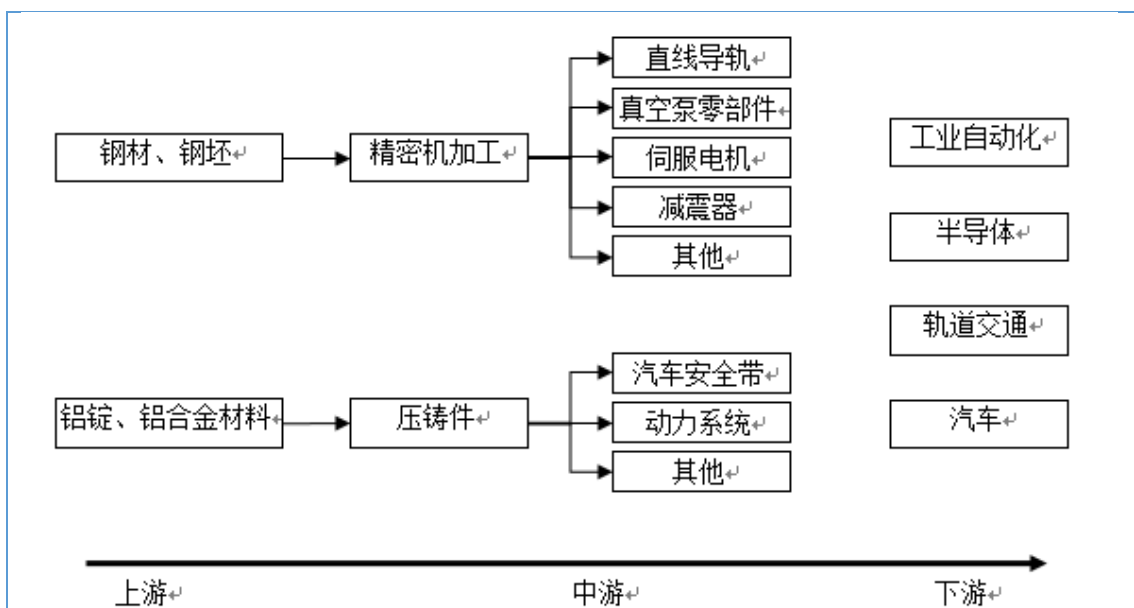 直线导轨
真空泵零部件
钢材、钢坯
精密机加工
伺服电机
减震器
其他
工业自动化
半导体
轨道交通
汽车
铝锭、铝合金材料
压铸件
汽车安全带
动力系统
其他
上游
中游
下游